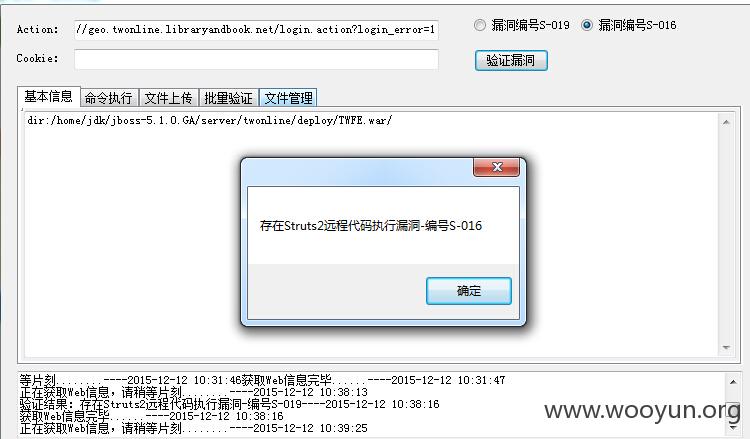 Action: //geo.twonline.libraryandbook.net/login.action?login_error=1 漏洞编号S-019 漏洞编号S-016
Cookie: 验证漏洞
基本信息 命令执行 文件上传 批量验证 文件管理
dir:/home/jdk/jboss-5.1.0.GA/server/twonline/deploy/TWFE.war/
存在Struts2远程代码执行漏洞-编号S-016
确定
等片刻........----2015-12-12 10:31:46获取Web信息完毕......----2015-12-12 10:31:47
正在获取Web信息，请稍等片刻........----2015-12-12 10:38:13
验证结果：存在Struts2远程代码执行漏洞-编号S-019----2015-12-12 10:38:16
获取Web信息完毕......----2015-12-12 10:38:16
正在获取Web信息，请稍等片刻........----2015-12-12 10:39:25
www.wooyun.org